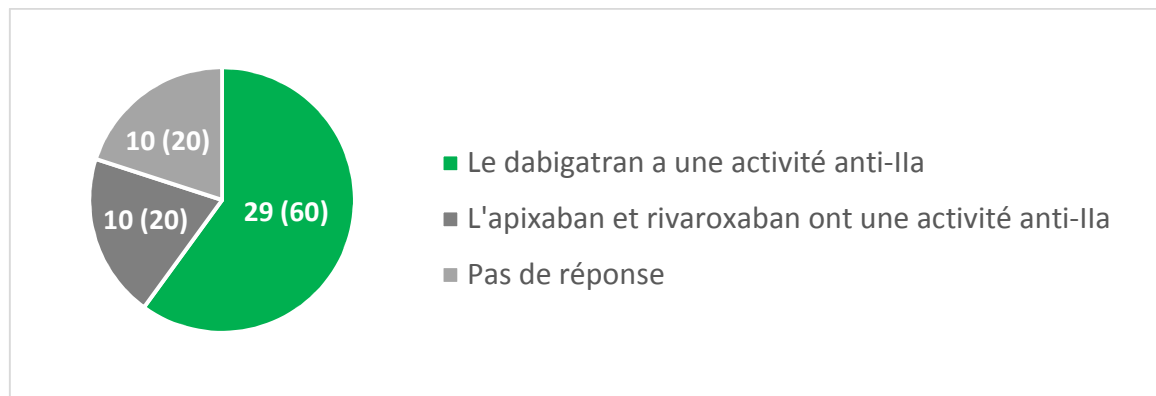 10 (20)
10 (20)
29 (60)
Le dabigatran a une activité anti-IIa
L'apixaban et rivaroxaban ont une activité anti-IIa
Pas de réponse